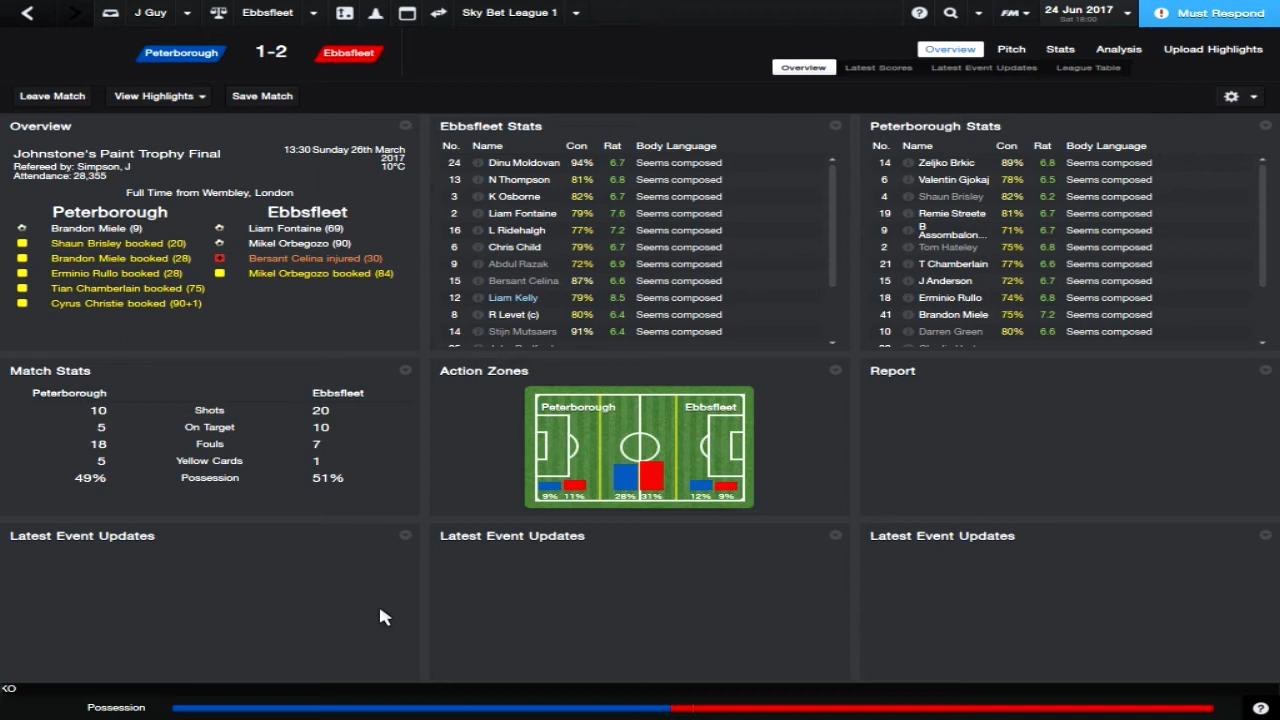 J Guy Ebbsfleet Sky Bet League 1 FM 24 Jun 2017 Sat 18:00 Must Respond
Peterborough 1-2 Ebbsfleet
Overview Pitch Stats Analysis Upload Highlights
Overview Latest Scores Latest Event Updates League Table
Leave Match View Highlights Save Match
Overview
Johnstone's Paint Trophy Final
13:30 Sunday 26th March 2017
10°C
Refereed by: Simpson, J
Attendance: 28,355
Full Time from Wembley, London
Peterborough Ebbsfleet
Brandon Miele (9) Liam Fontaine (69)
Shaun Brisley booked (20) Mikel Orbegozo (90)
Brandon Miele booked (28) Bersant Celina injured (30)
Erminio Rullo booked (28) Mikel Orbegozo booked (84)
Tian Chamberlain booked (75)
Cyrus Christie booked (90+1)
Ebbsfleet Stats
No. Name Con Rat Body Language
24 Dinu Moldovan 94% 6.7 Seems composed
13 N Thompson 81% 6.8 Seems composed
3 K Osborne 82% 6.7 Seems composed
2 Liam Fontaine 79% 7.6 Seems composed
16 L Ridehalgh 77% 7.2 Seems composed
6 Chris Child 79% 6.7 Seems composed
9 Abdul Razak 72% 6.9 Seems composed
15 Bersant Celina 87% 6.6 Seems composed
12 Liam Kelly 79% 8.5 Seems composed
8 R Levet (c) 80% 6.4 Seems composed
14 Stijn Mutsaers 91% 6.4 Seems composed
Peterborough Stats
No. Name Con Rat Body Language
14 Zeljko Brkic 89% 6.8 Seems composed
6 Valentin Gjokaj 78% 6.5 Seems composed
4 Shaun Brisley 82% 6.2 Seems composed
19 Remie Streete 81% 6.7 Seems composed
9 B Assombalon... 71% 6.7 Seems composed
2 Tom Hateley 75% 6.8 Seems composed
21 T Chamberlain 77% 6.6 Seems composed
15 J Anderson 72% 6.7 Seems composed
18 Erminio Rullo 74% 6.8 Seems composed
41 Brandon Miele 75% 7.2 Seems composed
10 Darren Green 80% 6.6 Seems composed
Match Stats
Peterborough Ebbsfleet
10 Shots 20
5 On Target 10
18 Fouls 7
5 Yellow Cards 1
49% Possession 51%
Action Zones
Peterborough Ebbsfleet
9% 11% 28% 31% 12% 9%
Report
Latest Event Updates
Latest Event Updates
Latest Event Updates
KO
Possession